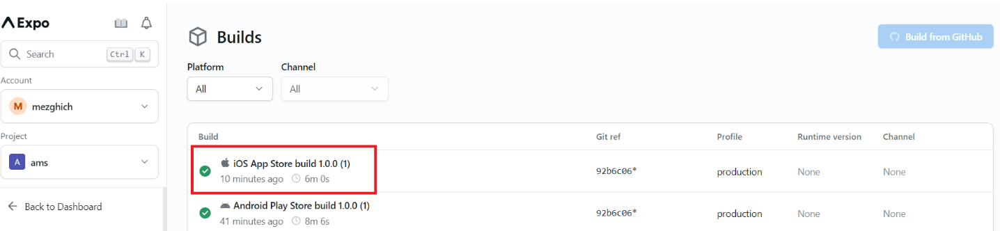 Expo
Search Ctrl K
Account
M mezghich
Project
A ams
Back to Dashboard
Builds
Build from GitHub
Platform Channel
All All
Build Git ref Profile Runtime version Channel
iOS App Store build 1.0.0 (1)
10 minutes ago 6m 0s
92b6c06* production None None
Android Play Store build 1.0.0 (1)
41 minutes ago 8m 6s
92b6c06* production None None